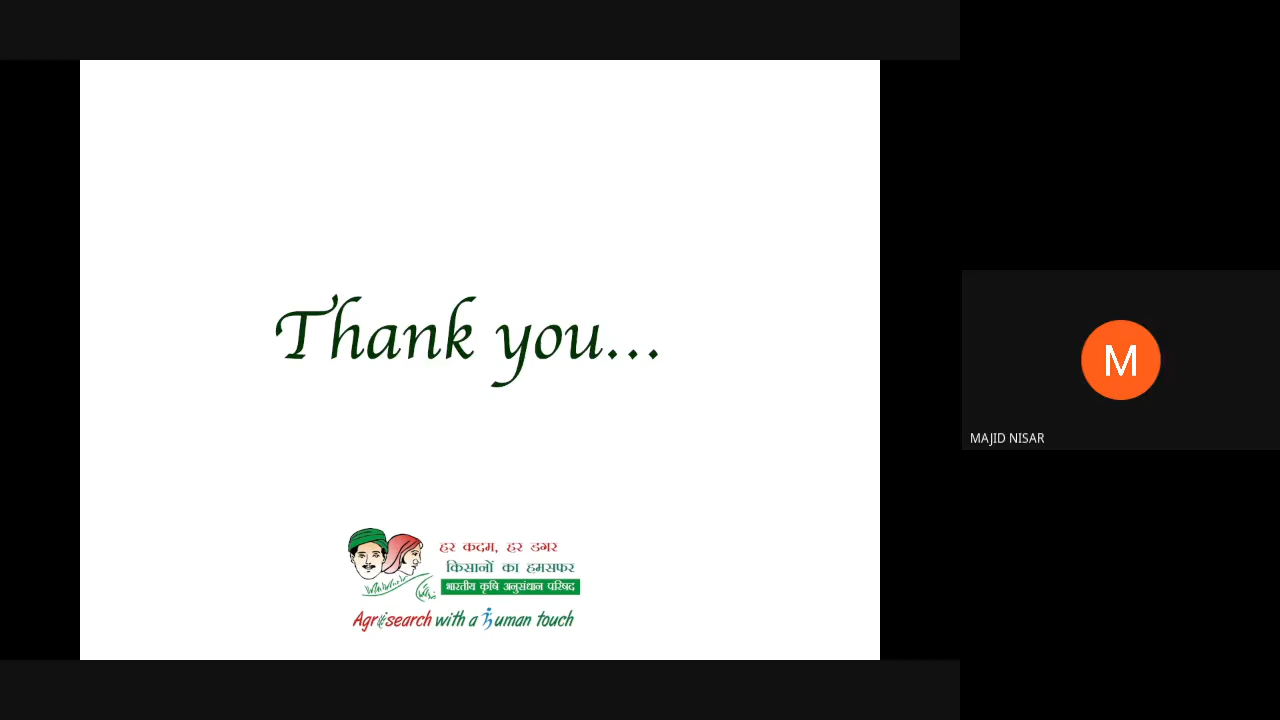 Thank you...
हर कदम, हर डगर
किसानों का हमसफर
भारतीय कृषि अनुसंधान परिषद
Agrisearch with a human touch
M
MAJID NISAR